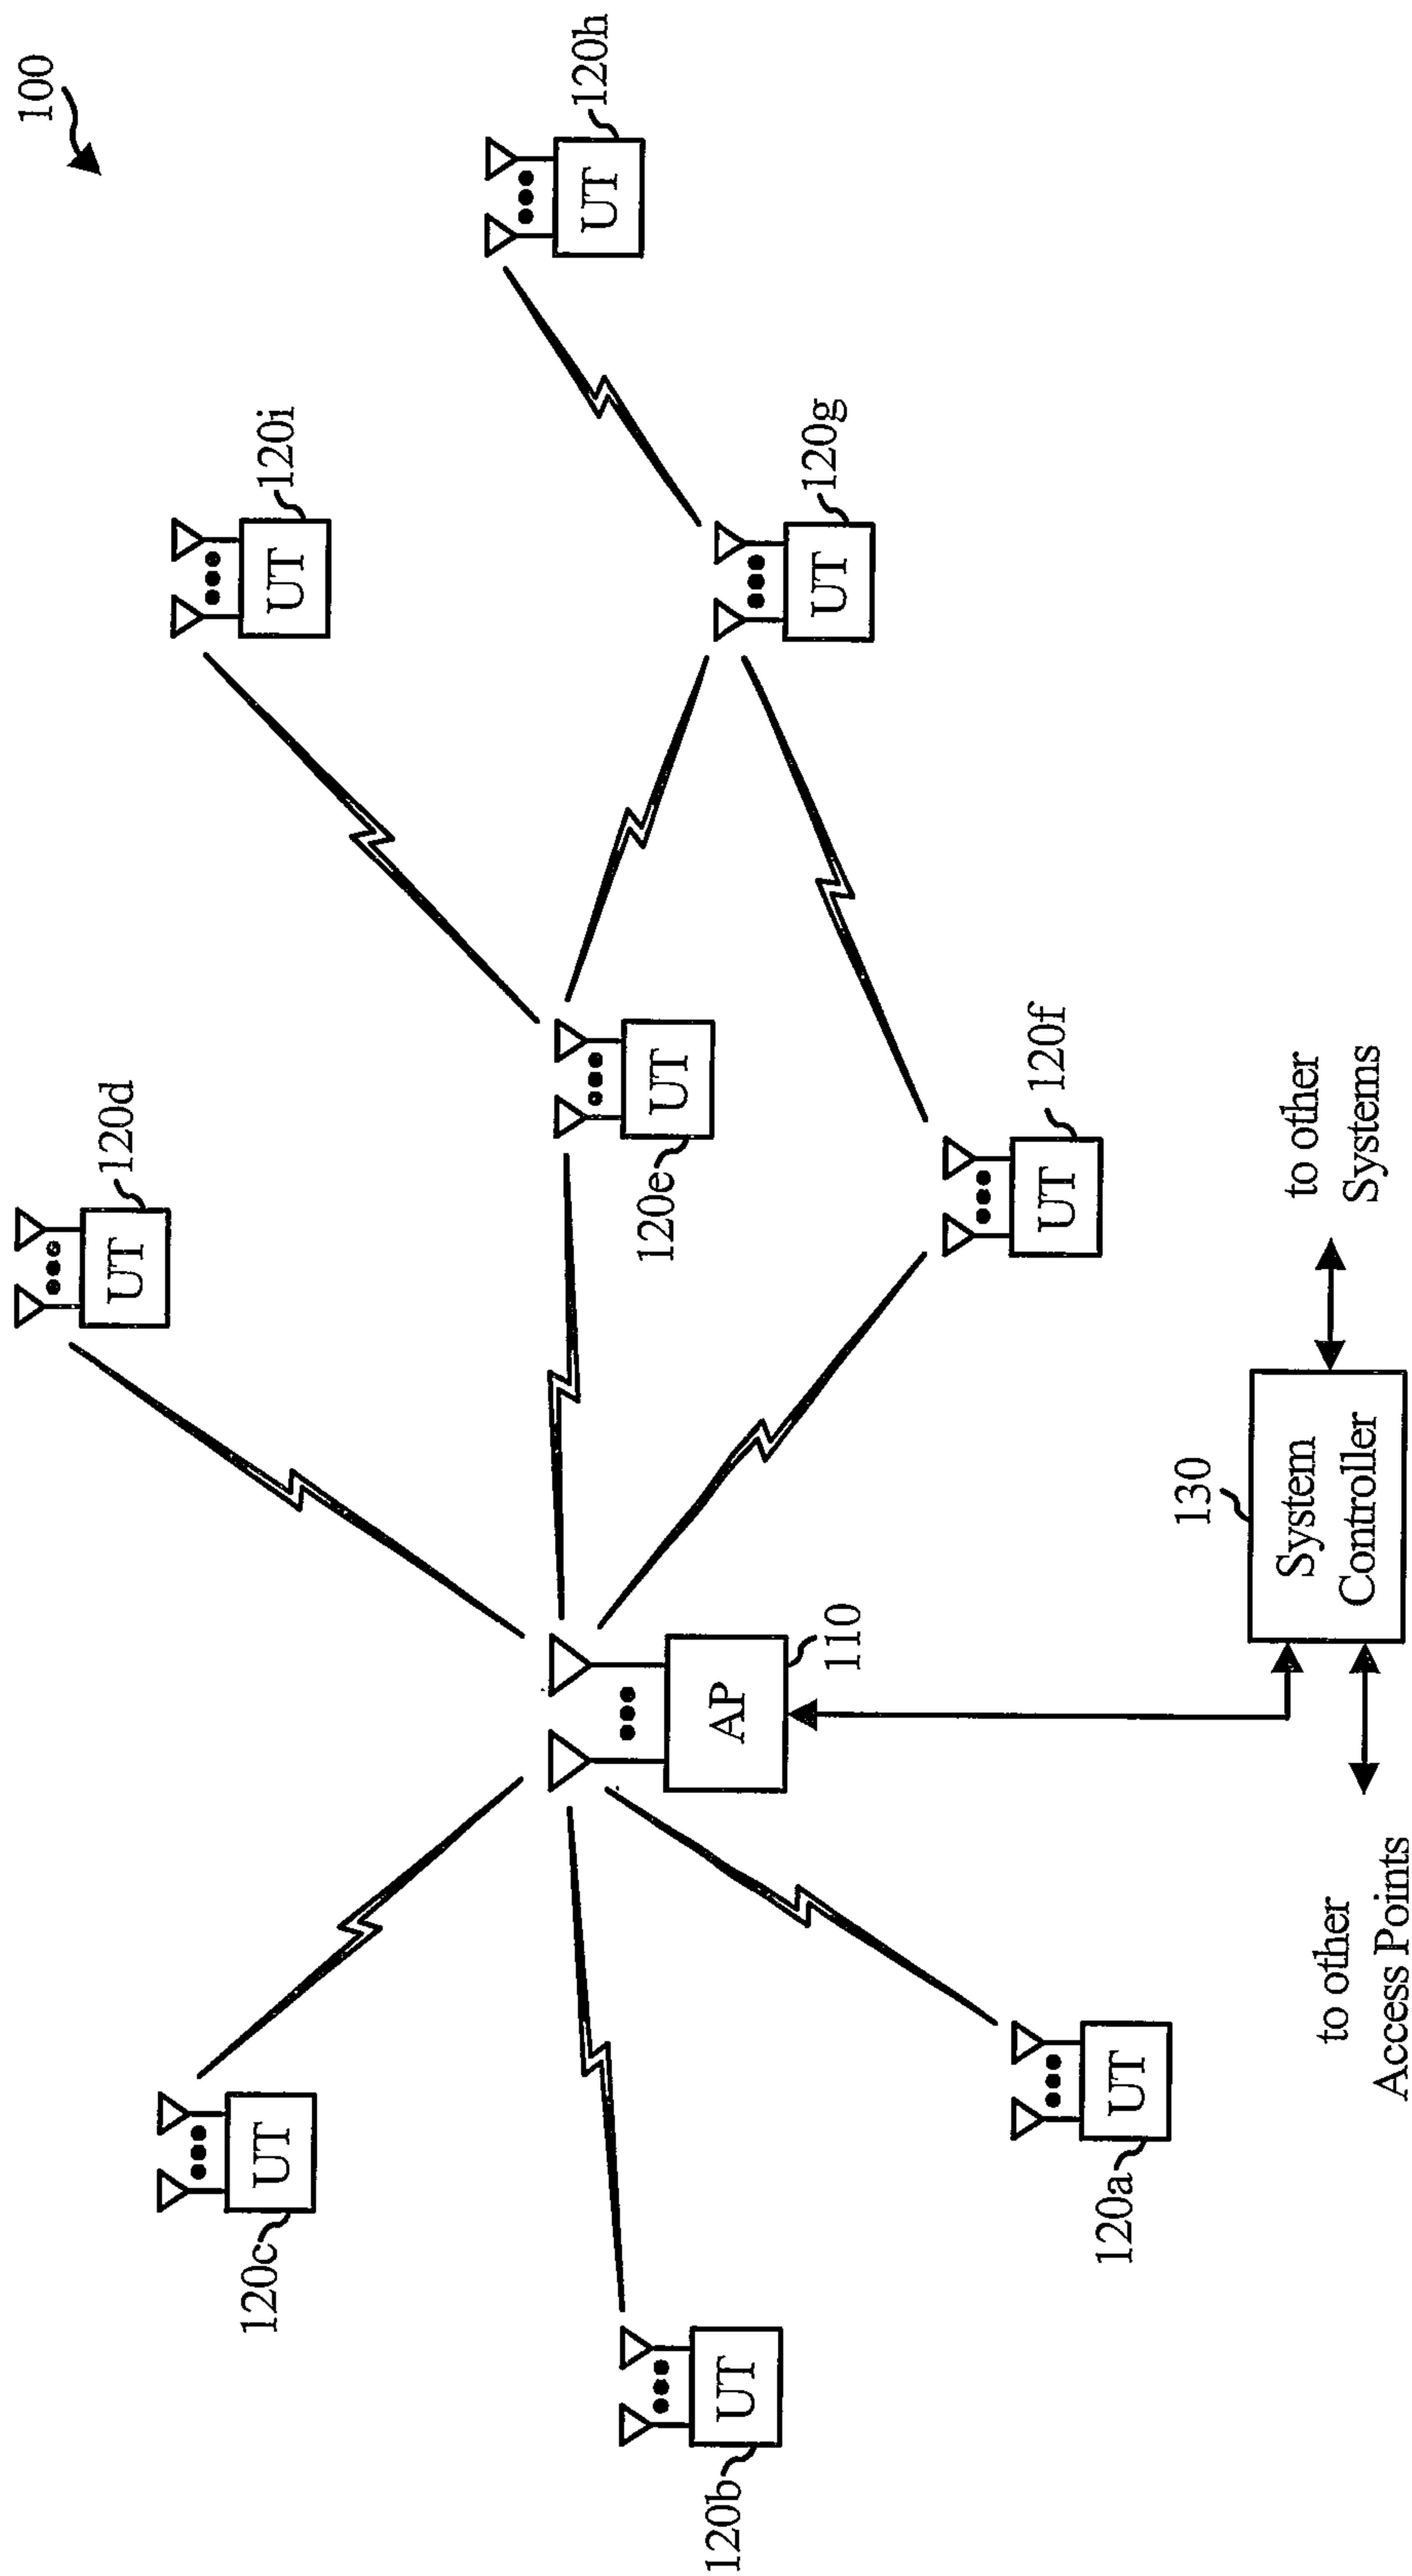 100
UT
120d
UT
120i
UT
120c
UT
120h
UT
120e
AP
110
UT
120b
UT
120g
UT
120f
UT
120a
130
System
Controller
to other
Systems
to other
Access Points